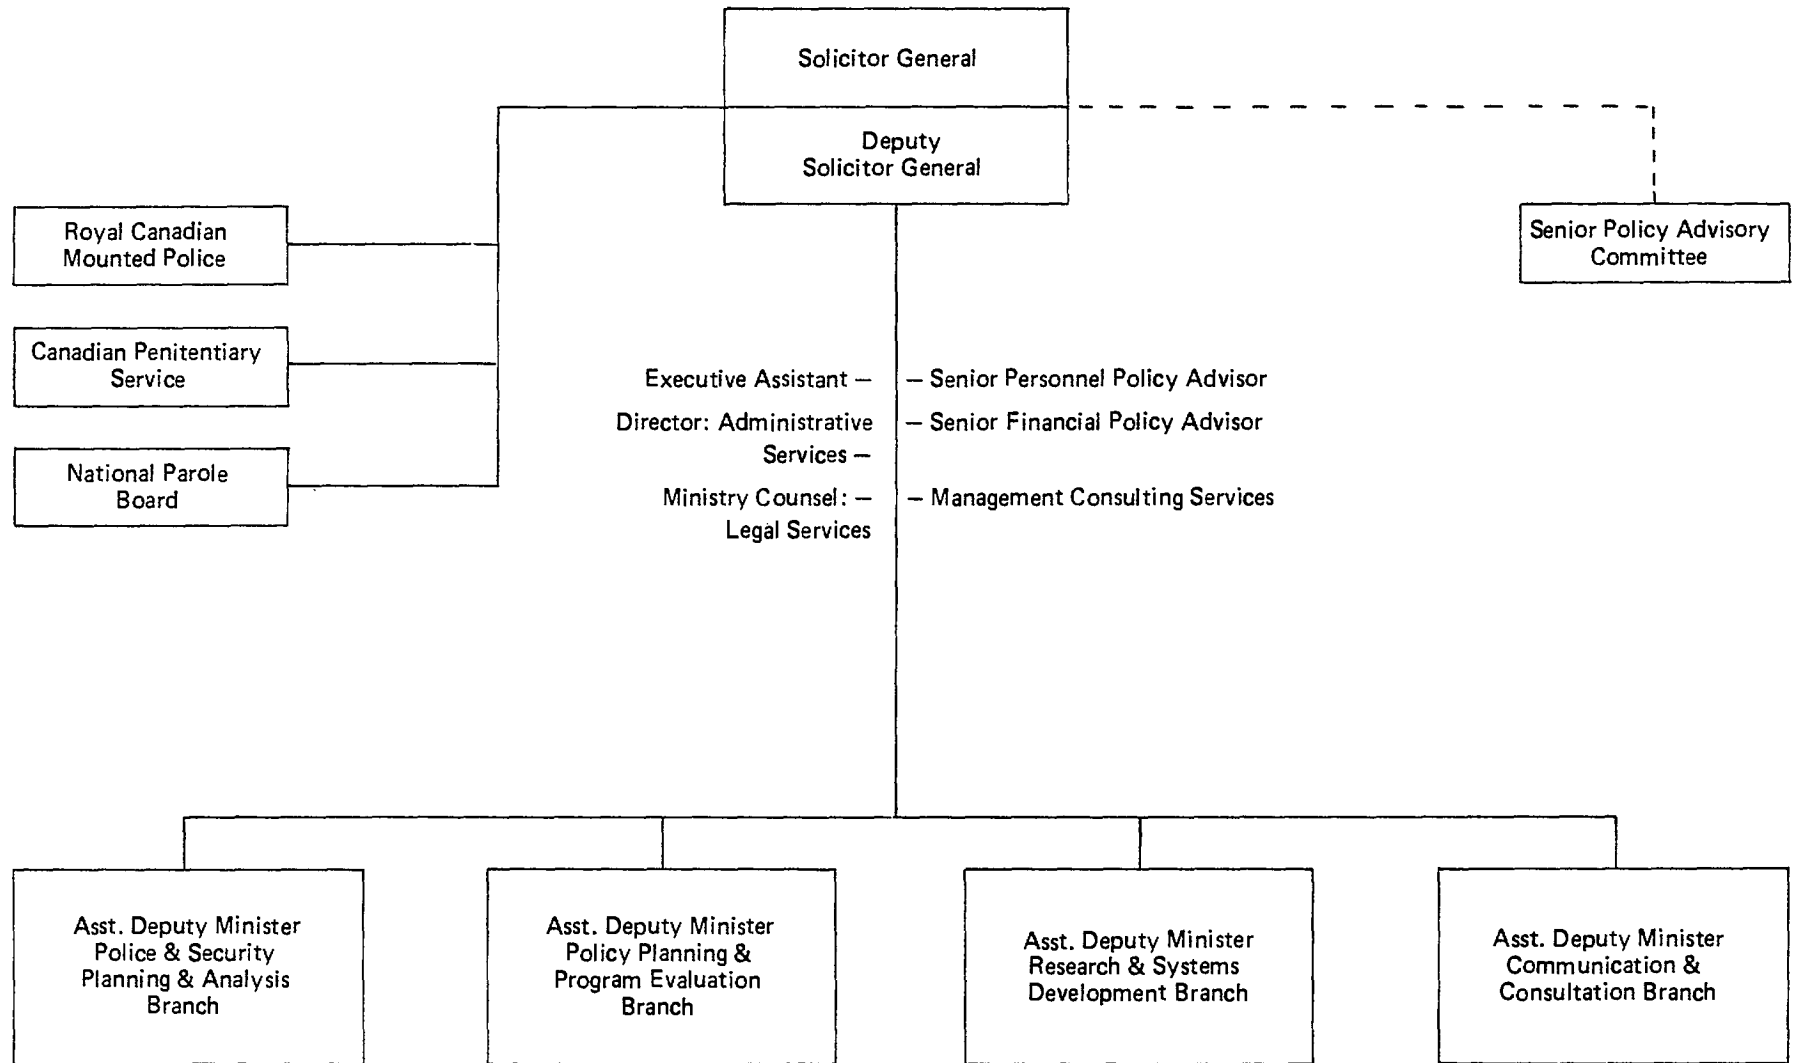 Solicitor General
Deputy
Solicitor General
Royal Canadian
Mounted Police
Senior Policy Advisory
Committee
Canadian Penitentiary
Service
National Parole
Board
Executive Assistant —
Director: Administrative
Services —
Ministry Counsel: —
Legal Services
— Senior Personnel Policy Advisor
— Senior Financial Policy Advisor
— Management Consulting Services
Asst. Deputy Minister
Police & Security
Planning & Analysis
Branch
Asst. Deputy Minister
Policy Planning &
Program Evaluation
Branch
Asst. Deputy Minister
Research & Systems
Development Branch
Asst. Deputy Minister
Communication &
Consultation Branch